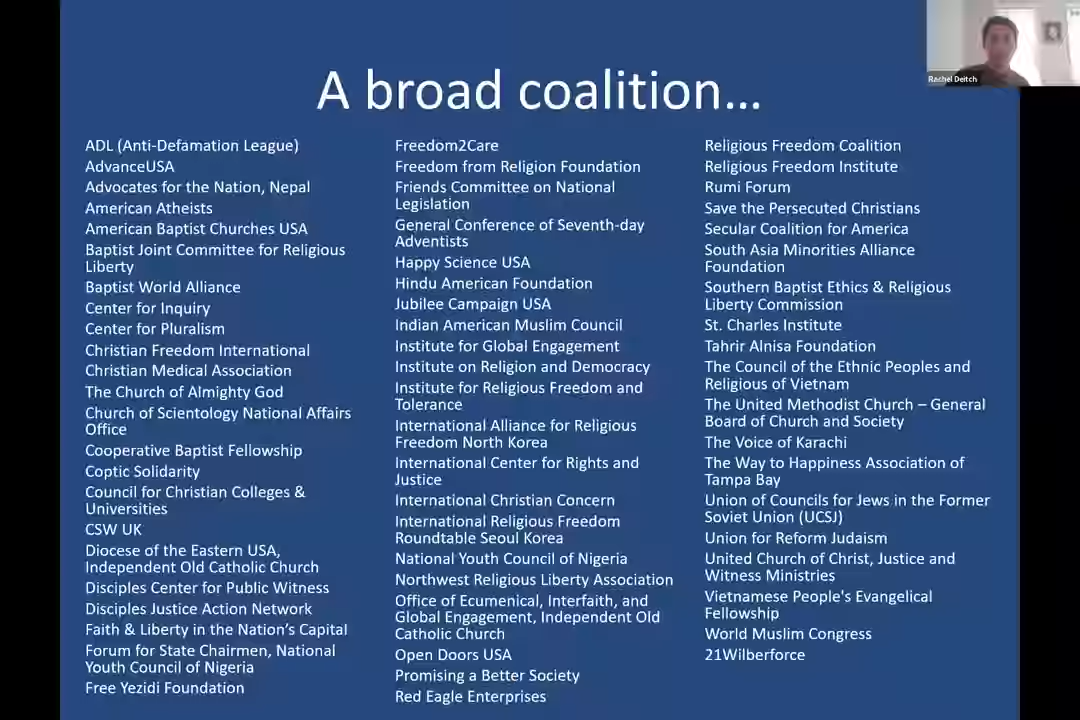 Rachel Deitch
A broad coalition...
ADL (Anti-Defamation League)
AdvanceUSA
Advocates for the Nation, Nepal
American Atheists
American Baptist Churches USA
Baptist Joint Committee for Religious
Liberty
Baptist World Alliance
Center for Inquiry
Center for Pluralism
Christian Freedom International
Christian Medical Association
The Church of Almighty God
Church of Scientology National Affairs
Office
Cooperative Baptist Fellowship
Coptic Solidarity
Council for Christian Colleges &
Universities
CSW UK
Diocese of the Eastern USA,
Independent Old Catholic Church
Disciples Center for Public Witness
Disciples Justice Action Network
Faith & Liberty in the Nation's Capital
Forum for State Chairmen, National
Youth Council of Nigeria
Free Yezidi Foundation
Freedom2Care
Freedom from Religion Foundation
Friends Committee on National
Legislation
General Conference of Seventh-day
Adventists
Happy Science USA
Hindu American Foundation
Jubilee Campaign USA
Indian American Muslim Council
Institute for Global Engagement
Institute on Religion and Democracy
Institute for Religious Freedom and
Tolerance
International Alliance for Religious
Freedom North Korea
International Center for Rights and
Justice
International Christian Concern
International Religious Freedom
Roundtable Seoul Korea
National Youth Council of Nigeria
Northwest Religious Liberty Association
Office of Ecumenical, Interfaith, and
Global Engagement, Independent Old
Catholic Church
Open Doors USA
Promising a Better Society
Red Eagle Enterprises
Religious Freedom Coalition
Religious Freedom Institute
Rumi Forum
Save the Persecuted Christians
Secular Coalition for America
South Asia Minorities Alliance
Foundation
Southern Baptist Ethics & Religious
Liberty Commission
St. Charles Institute
Tahrir Alnisa Foundation
The Council of the Ethnic Peoples and
Religious of Vietnam
The United Methodist Church – General
Board of Church and Society
The Voice of Karachi
The Way to Happiness Association of
Tampa Bay
Union of Councils for Jews in the Former
Soviet Union (UCSJ)
Union for Reform Judaism
United Church of Christ, Justice and
Witness Ministries
Vietnamese People's Evangelical
Fellowship
World Muslim Congress
21Wilberforce